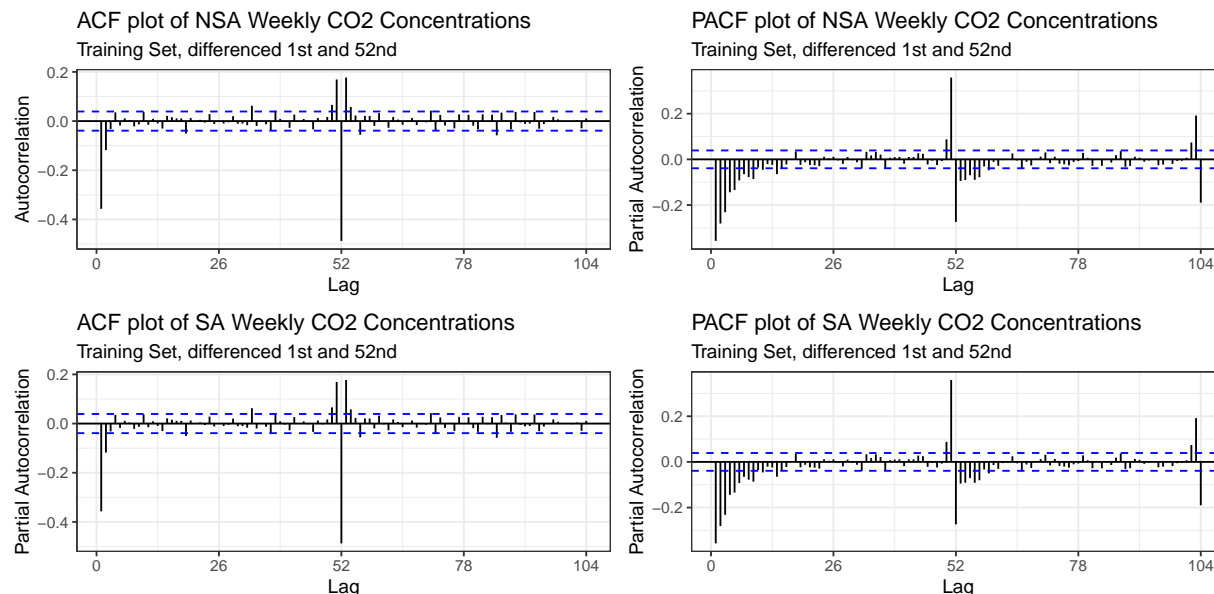 ACF plot of NSA Weekly CO2 Concentrations
Training Set, differenced 1st and 52nd
Autocorrelation
0.2
0.0
−0.2
−0.4
0
26
52
78
104
Lag
PACF plot of NSA Weekly CO2 Concentrations
Training Set, differenced 1st and 52nd
Partial Autocorrelation
0.2
0.0
−0.2
0
26
52
78
104
Lag
ACF plot of SA Weekly CO2 Concentrations
Training Set, differenced 1st and 52nd
Partial Autocorrelation
0.2
0.0
−0.2
−0.4
0
26
52
78
104
Lag
PACF plot of SA Weekly CO2 Concentrations
Training Set, differenced 1st and 52nd
Partial Autocorrelation
0.2
0.0
−0.2
0
26
52
78
104
Lag